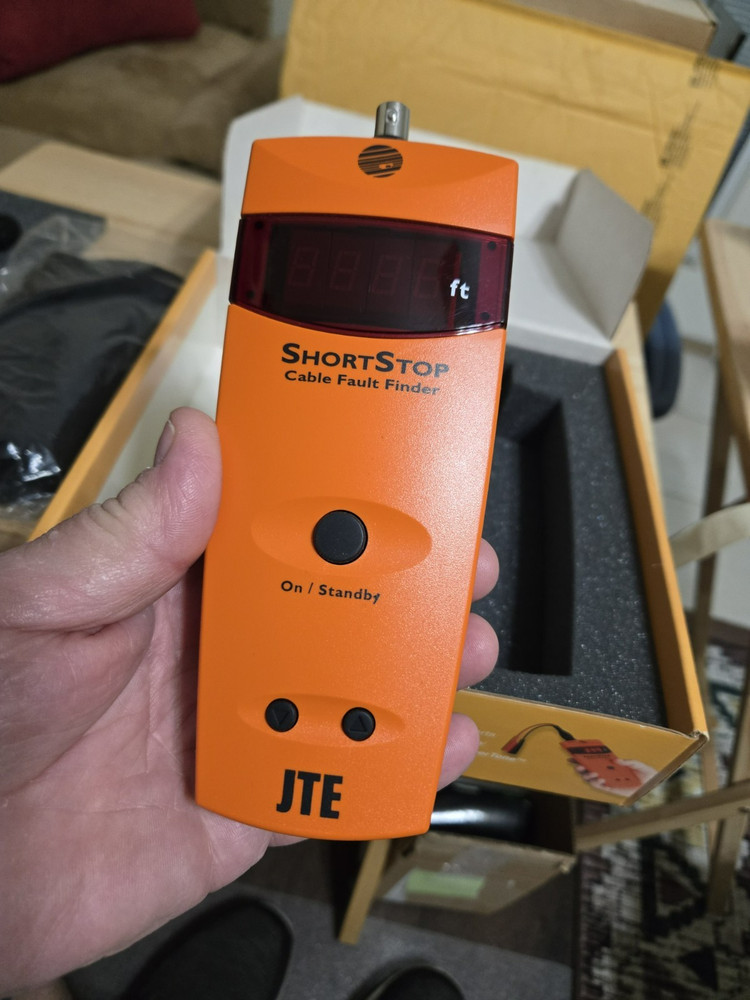 ft
SHORTSTOP
Cable Fault Finder
On / Standby
JTE